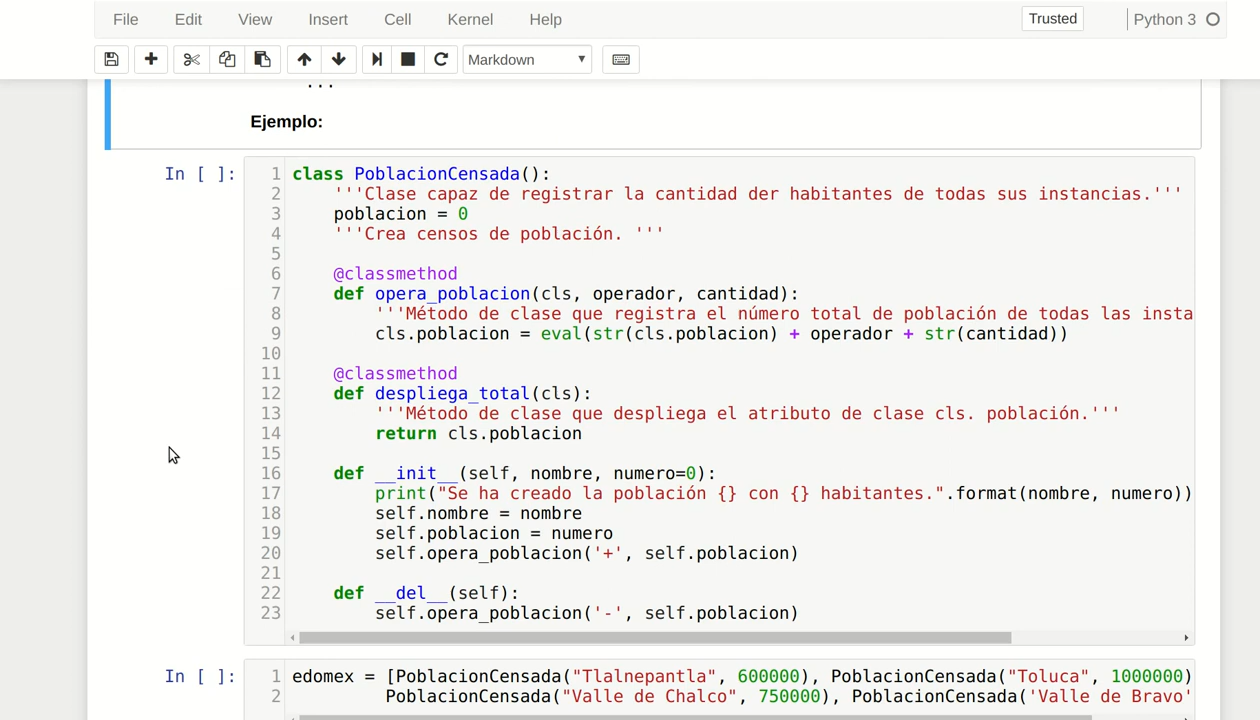 File Edit View Insert Cell Kernel Help Trusted Python 3
Markdown
...
Ejemplo:
In [ ]:
1 class PoblacionCensada():
2     '''Clase capaz de registrar la cantidad der habitantes de todas sus instancias.'''
3     poblacion = 0
4     '''Crea censos de población. '''
5
6     @classmethod
7     def opera_poblacion(cls, operador, cantidad):
8         '''Método de clase que registra el número total de población de todas las insta
9         cls.poblacion = eval(str(cls.poblacion) + operador + str(cantidad))
10
11     @classmethod
12     def despliega_total(cls):
13         '''Método de clase que despliega el atributo de clase cls. población.'''
14         return cls.poblacion
15
16     def __init__(self, nombre, numero=0):
17         print("Se ha creado la población {} con {} habitantes.".format(nombre, numero))
18         self.nombre = nombre
19         self.poblacion = numero
20         self.opera_poblacion('+', self.poblacion)
21
22     def __del__(self):
23         self.opera_poblacion('-', self.poblacion)
In [ ]:
1 edomex = [PoblacionCensada("Tlalnepantla", 600000), PoblacionCensada("Toluca", 1000000)
2          PoblacionCensada("Valle de Chalco", 750000), PoblacionCensada('Valle de Bravo'